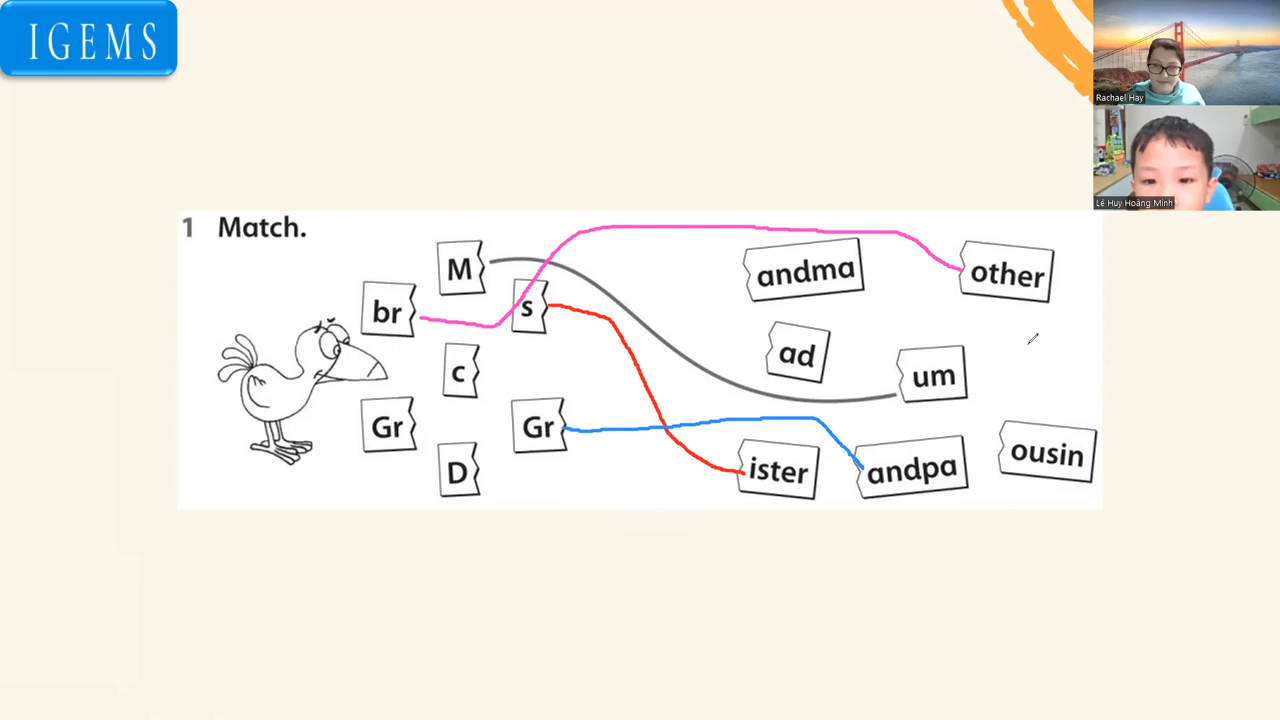 IGEMS
Rachael Hay
Lê Huy Hoàng Minh
1 Match.
M
andma
other
br
s
ad
c
um
Gr
Gr
ousin
D
ister
andpa